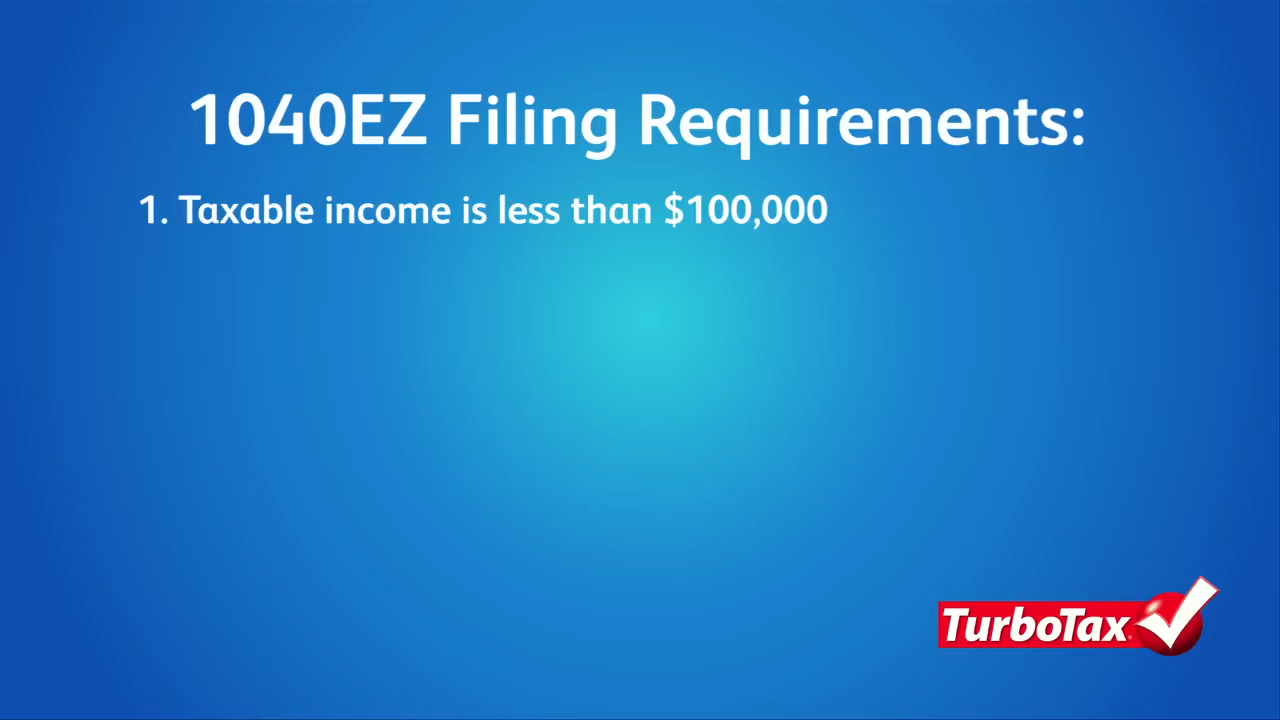 1040EZ Filing Requirements:
1. Taxable income is less than $100,000
TurboTax